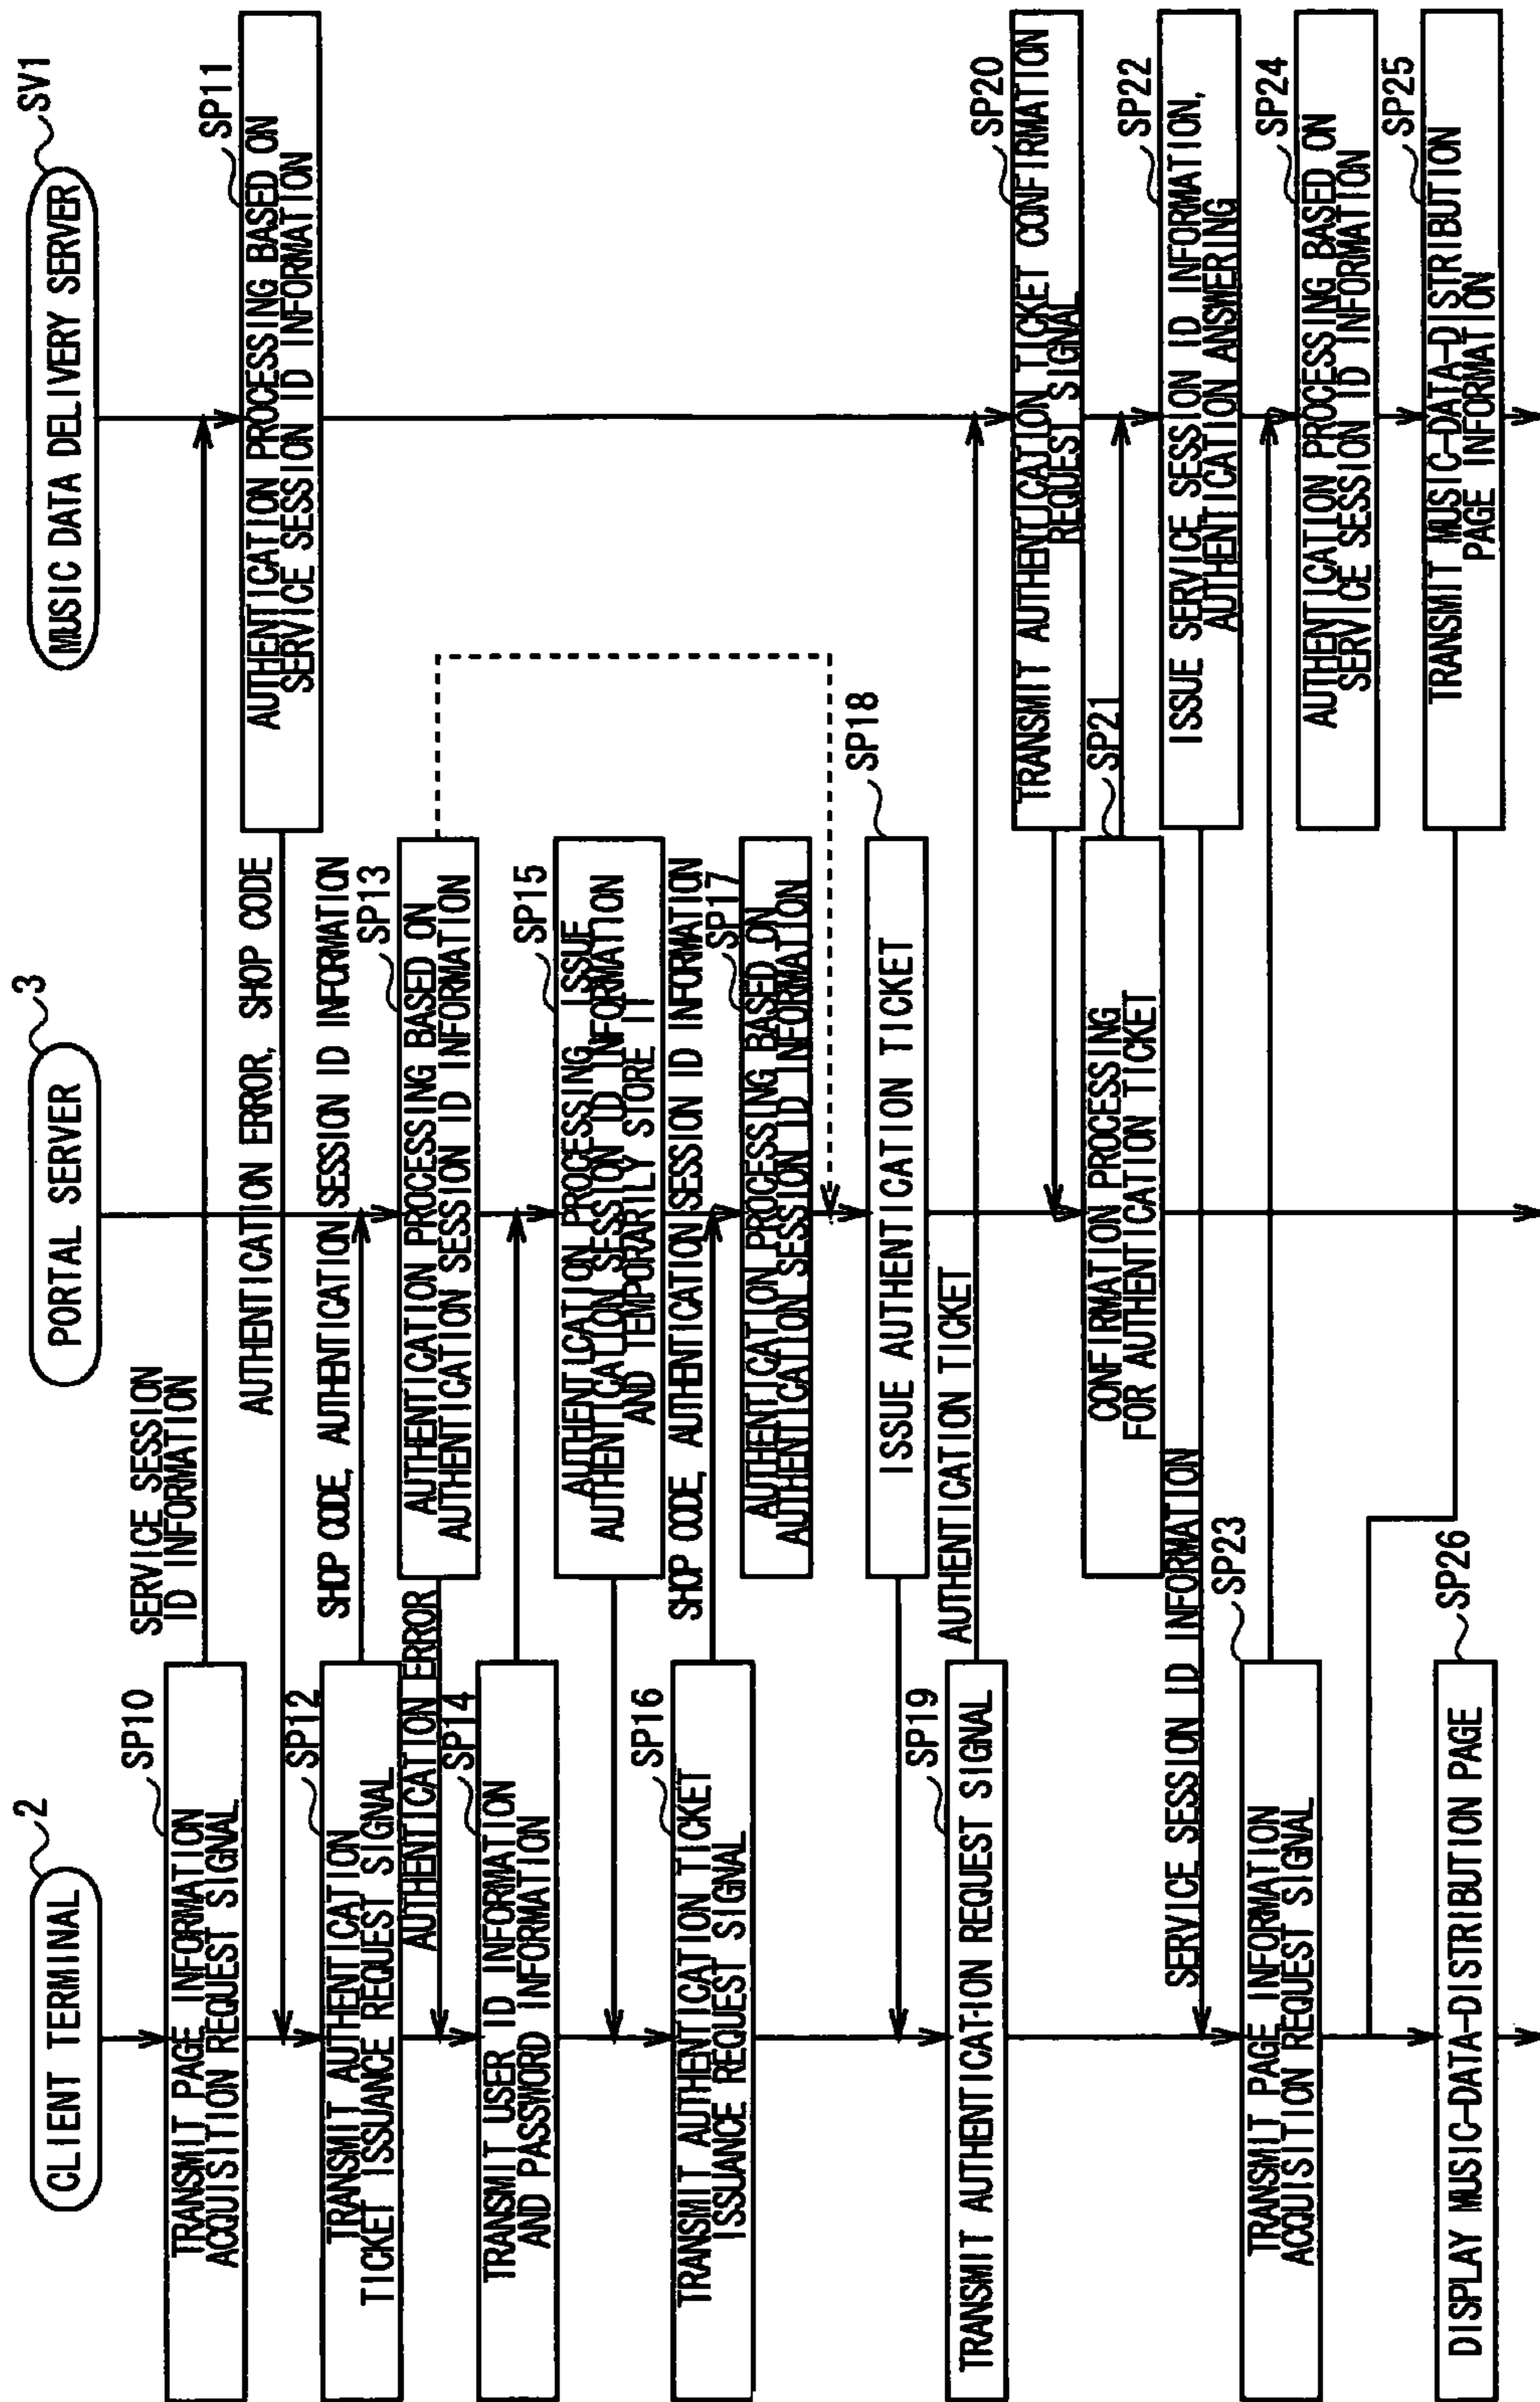 CLIENT TERMINAL
2
PORTAL SERVER
3
MUSIC DATA DELIVERY SERVER
SV1
SP10
TRANSMIT PAGE INFORMATION
ACQUISITION REQUEST SIGNAL
SERVICE SESSION
ID INFORMATION
SP11
AUTHENTICATION PROCESSING BASED ON
SERVICE SESSION ID INFORMATION
AUTHENTICATION ERROR, SHOP CODE
SP12
TRANSMIT AUTHENTICATION
TICKET ISSUANCE REQUEST SIGNAL
SHOP CODE, AUTHENTICATION SESSION ID INFORMATION
SP13
AUTHENTICATION PROCESSING BASED ON
AUTHENTICATION SESSION ID INFORMATION
AUTHENTICATION ERROR
SP14
TRANSMIT USER ID INFORMATION
AND PASSWORD INFORMATION
SP15
AUTHENTICATION PROCESSING ISSUE
AUTHENTICATION SESSION ID INFORMATION
AND TEMPORARILY STORE IT
SP16
TRANSMIT AUTHENTICATION TICKET
ISSUANCE REQUEST SIGNAL
SHOP CODE, AUTHENTICATION SESSION ID INFORMATION
SP17
AUTHENTICATION PROCESSING BASED ON
AUTHENTICATION SESSION ID INFORMATION
SP18
ISSUE AUTHENTICATION TICKET
SP19
TRANSMIT AUTHENTICATION REQUEST SIGNAL
AUTHENTICATION TICKET
SP20
TRANSMIT AUTHENTICATION TICKET CONFIRMATION
REQUEST SIGNAL
SP21
CONFIRMATION PROCESSING
FOR AUTHENTICATION TICKET
SP22
ISSUE SERVICE SESSION ID INFORMATION,
AUTHENTICATION ANSWERING
SERVICE SESSION ID INFORMATION
SP23
TRANSMIT PAGE INFORMATION
ACQUISITION REQUEST SIGNAL
SP24
AUTHENTICATION PROCESSING BASED ON
SERVICE SESSION ID INFORMATION
SP25
TRANSMIT MUSIC-DATA-DISTRIBUTION
PAGE INFORMATION
SP26
DISPLAY MUSIC-DATA-DISTRIBUTION PAGE